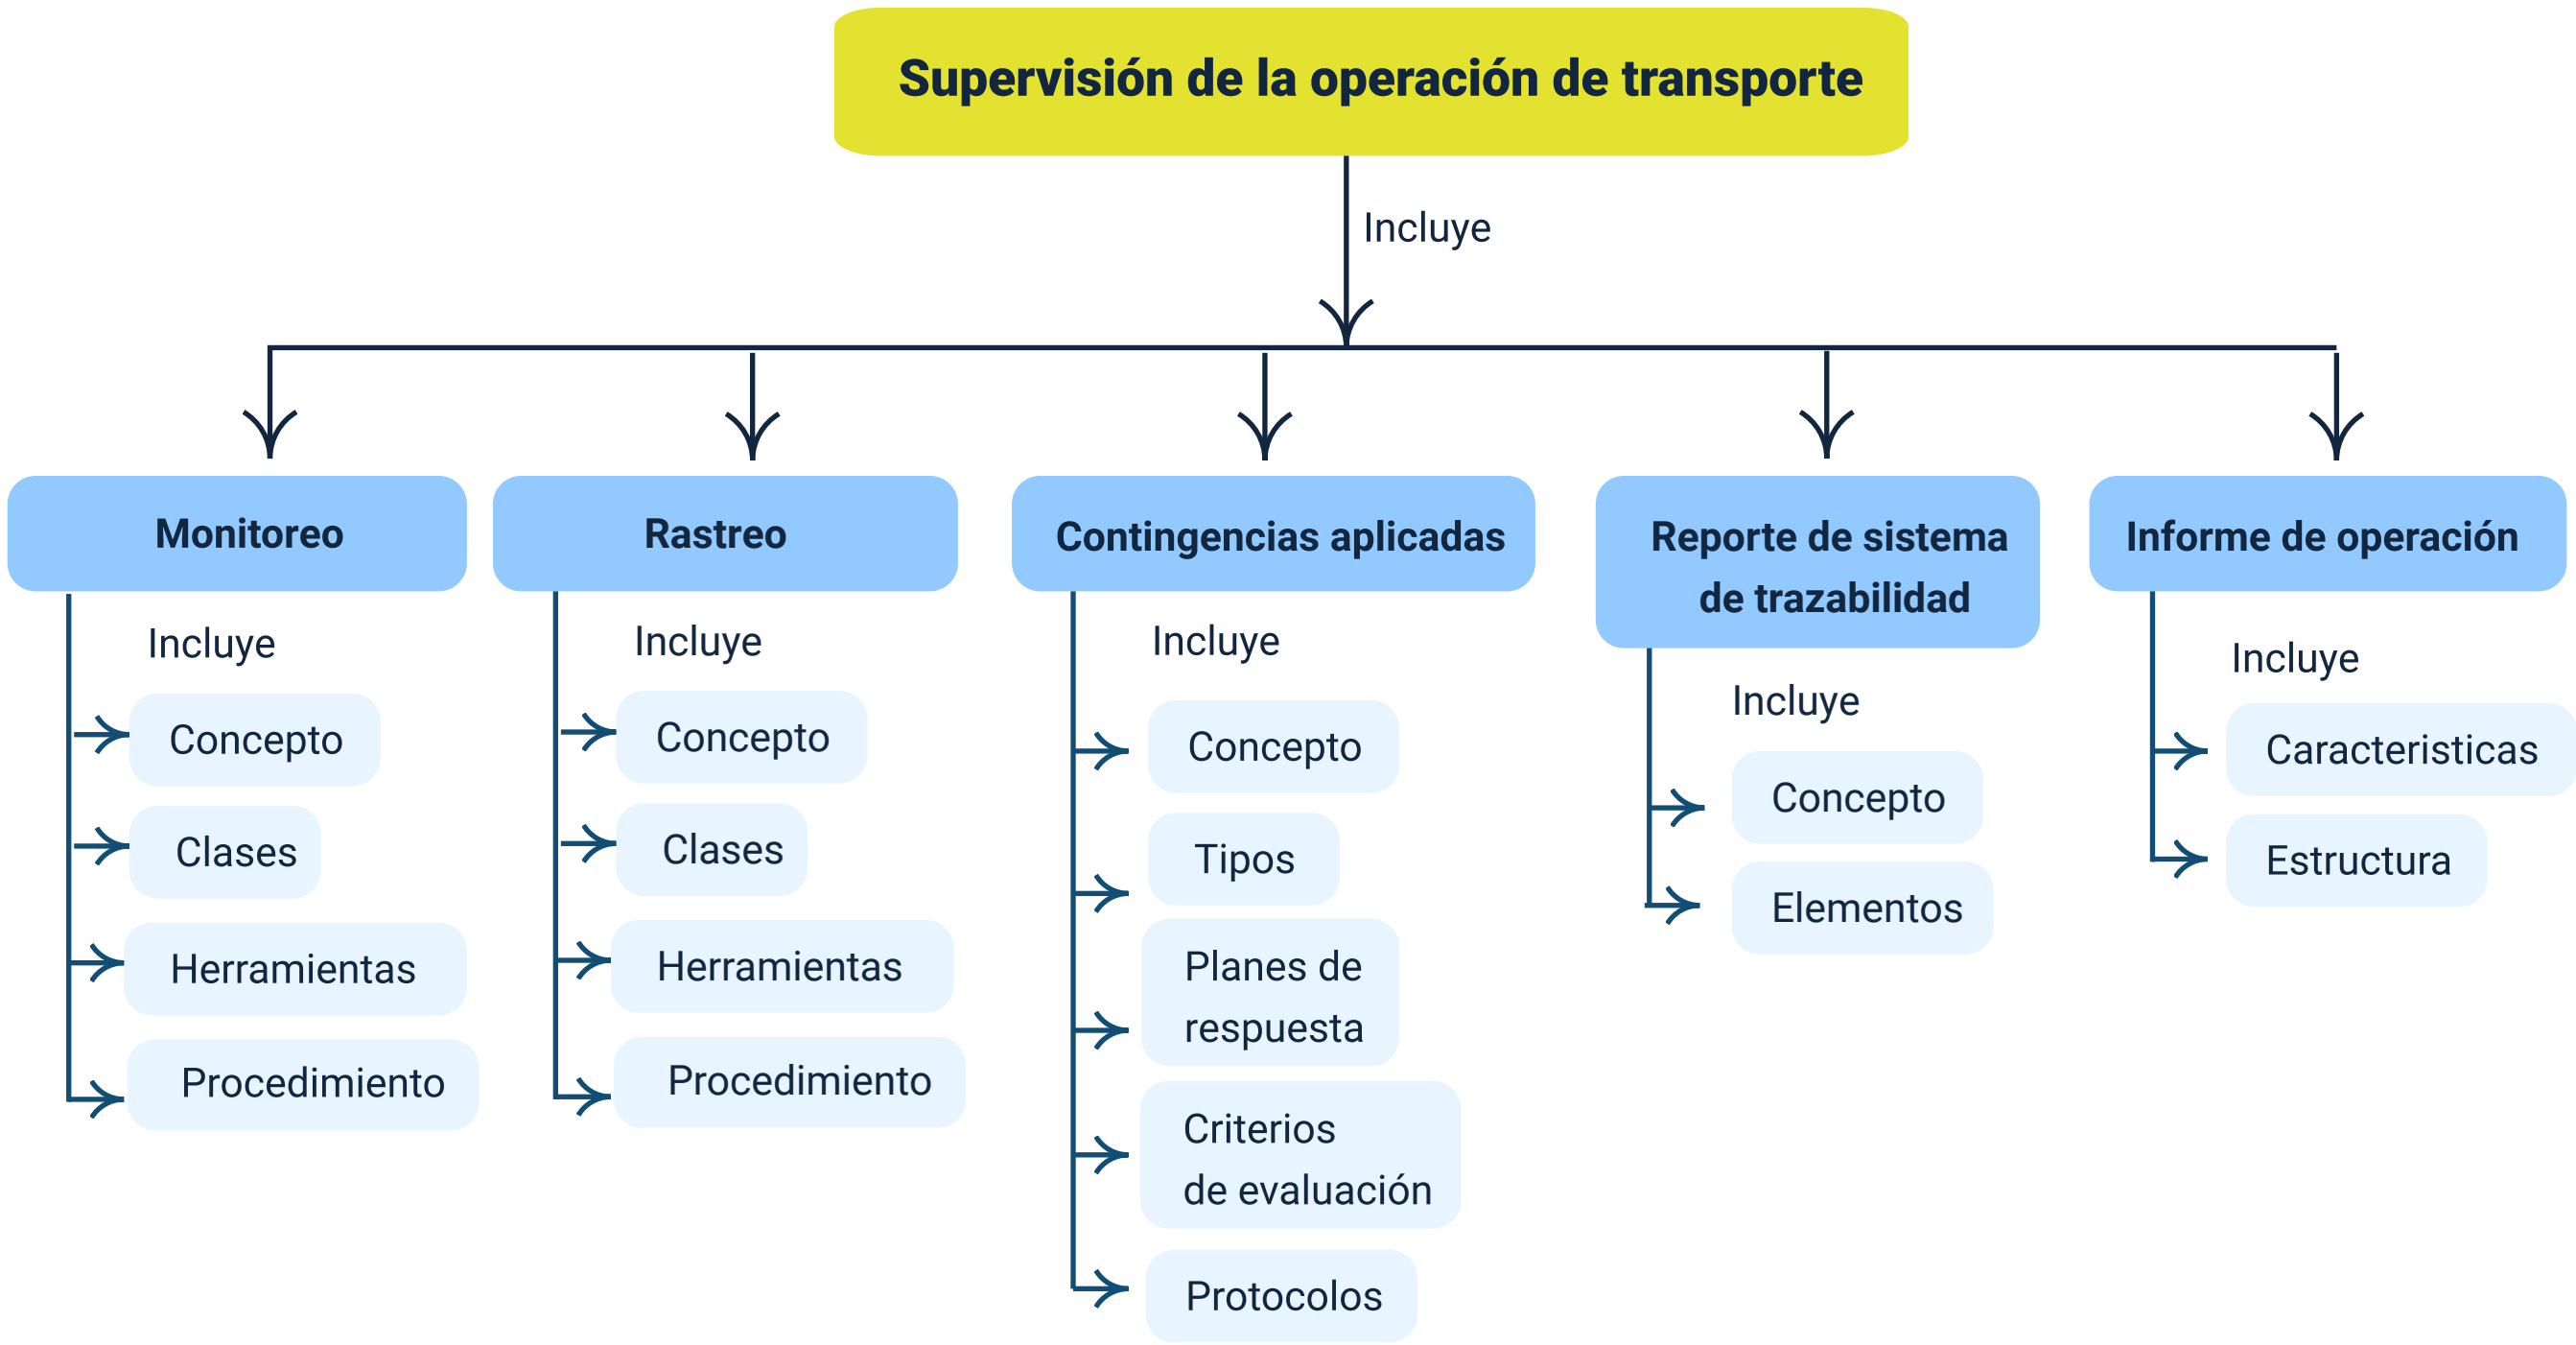 Supervisión de la operación de transporte
Incluye
Monitoreo
Incluye
Concepto
Clases
Herramientas
Procedimiento
Rastreo
Incluye
Concepto
Clases
Herramientas
Procedimiento
Contingencias aplicadas
Incluye
Concepto
Tipos
Planes de
respuesta
Criterios
de evaluación
Protocolos
Reporte de sistema
de trazabilidad
Incluye
Concepto
Elementos
Informe de operación
Incluye
Caracteristicas
Estructura